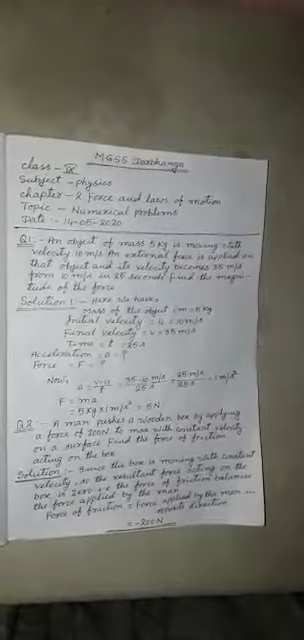 MGSS Darbhanga
class - IX
Subject - physics
chapter - 2 Force and laws of motion
Topic - Numerical problems
Date :- 14-05-2020
Q1:- An object of mass 5 kg is moving with
velocity 10 m/s An external force is applied on
that object and its velocity becomes 35 m/s
from 10 m/s in 25 seconds. Find the magni-
tude of the force
Solution :- Here we have,
Mass of the object = m = 5 kg
Initial velocity = u = 10 m/s
Final velocity = v = 35 m/s
Time = t = 25 s
Acceleration = a = ?
Force = F = ?
Now, a = v-u/t = 35-10 m/s / 25 s = 25 m/s / 25 s = 1 m/s²
F = ma
= 5 kg x 1 m/s² = 5 N
Q2:- A man pushes a wooden box by applying
a force of 200N to move with constant velocity
on a surface Find the force of friction
acting on the box
Solution :- Since the box is moving with constant
velocity, so the resultant force acting on the
box is zero i.e the force of friction balances
the force applied by the man
Force of friction = Force applied by the man
opposite direction
= -200N